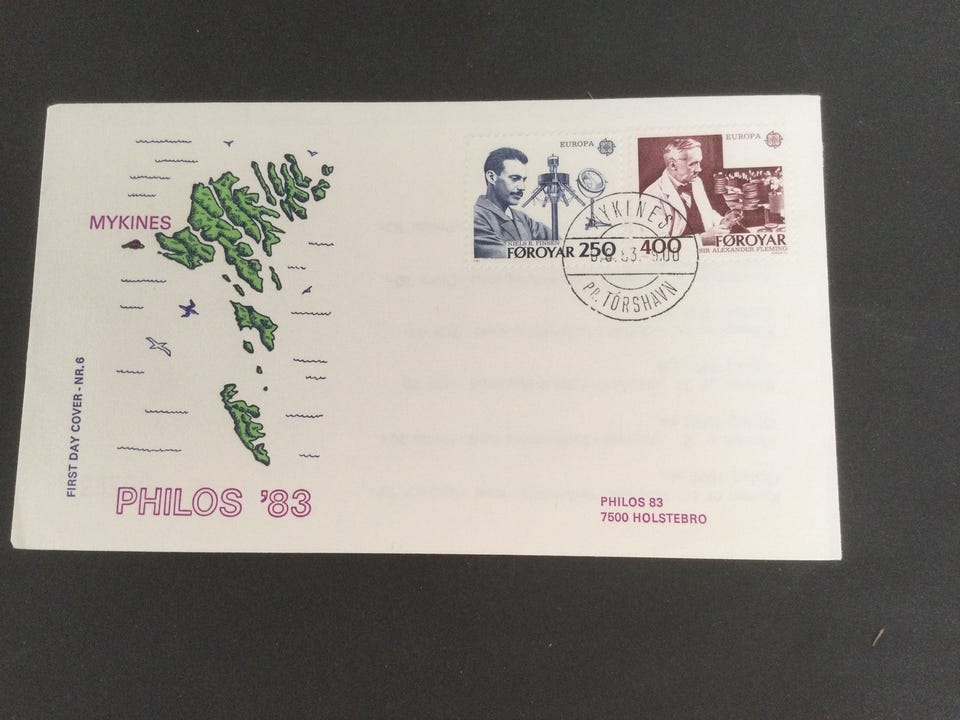 MYKINES
FIRST DAY COVER - NR. 6
PHILOS '83
EUROPA
NIELS R. FINSEN
FØROYAR 250
EUROPA
400 FØROYAR
SIR ALEXANDER FLEMING
MYKINES
PR. TÓRSHAVN
PHILOS 83
7500 HOLSTEBRO